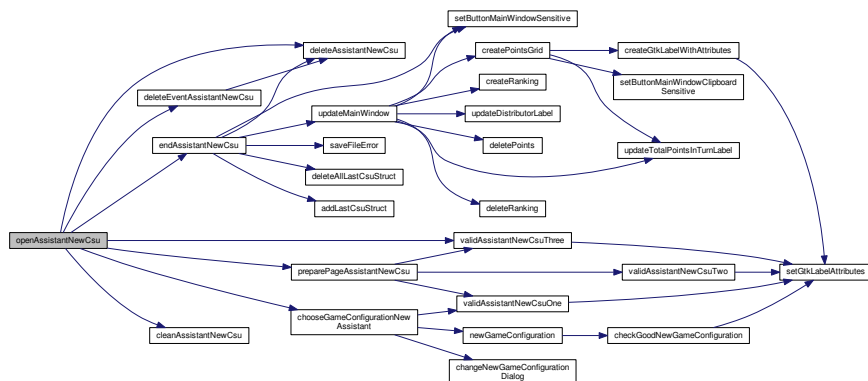 setButtonMainWindowSensitive
deleteAssistantNewCsu
createPointsGrid
createGtkLabelWithAttributes
createRanking
setButtonMainWindowClipboard
Sensitive
deleteEventAssistantNewCsu
updateMainWindow
updateDistributorLabel
endAssistantNewCsu
saveFileError
deletePoints
updateTotalPointsInTurnLabel
deleteAllLastCsuStruct
addLastCsuStruct
deleteRanking
openAssistantNewCsu
validAssistantNewCsuThree
preparePageAssistantNewCsu
validAssistantNewCsuTwo
setGtkLabelAttributes
validAssistantNewCsuOne
chooseGameConfigurationNew
Assistant
cleanAssistantNewCsu
newGameConfiguration
checkGoodNewGameConfiguration
changeNewGameConfiguration
Dialog